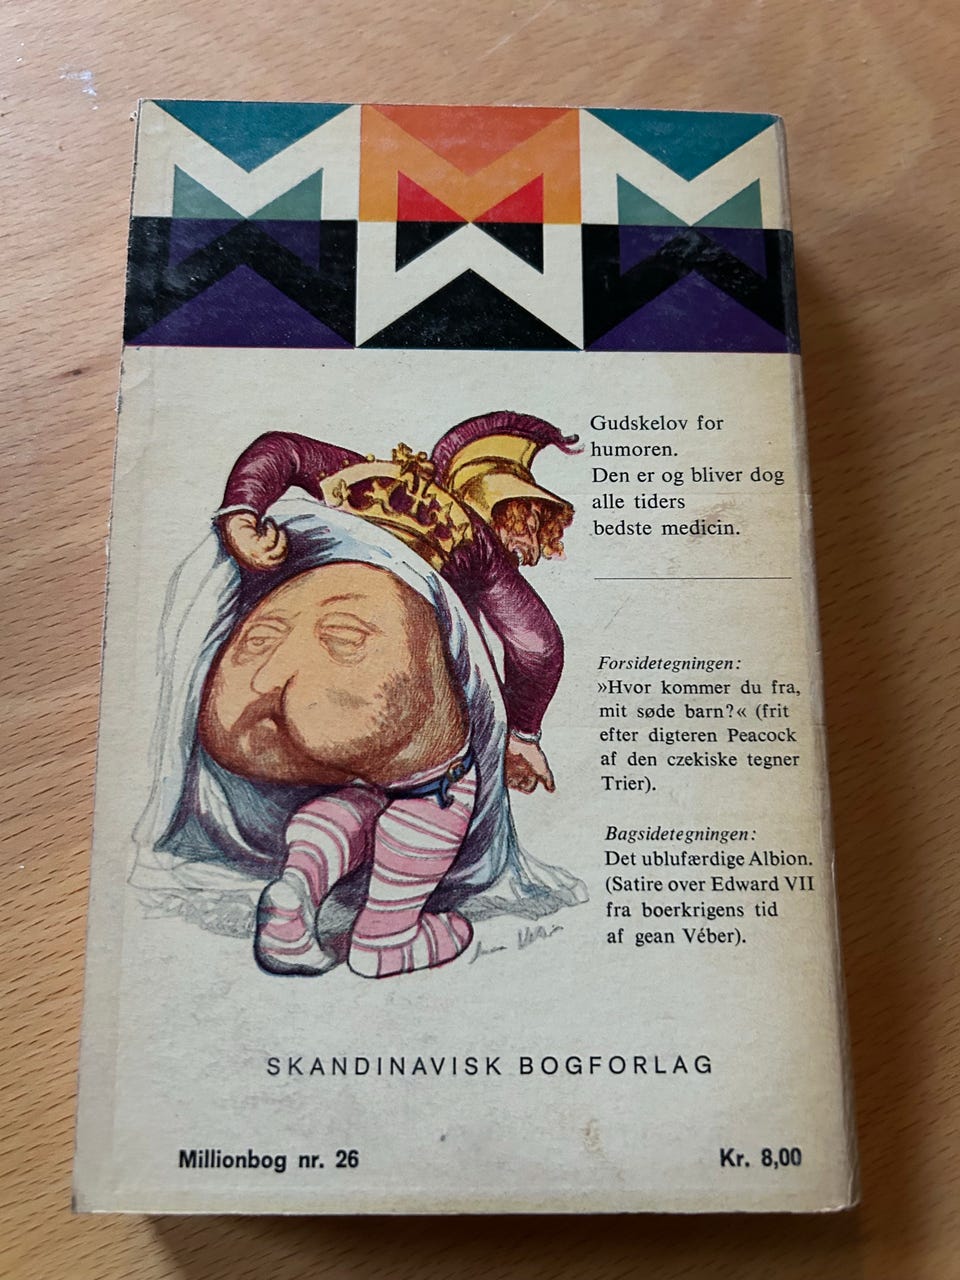 Gudskelov for
humoren.
Den er og bliver dog
alle tiders
bedste medicin.
Forsidetegningen:
»Hvor kommer du fra,
mit søde barn?« (frit
efter digteren Peacock
af den czekiske tegner
Trier).
Bagsidetegningen:
Det ublufærdige Albion.
(Satire over Edward VII
fra boerkrigens tid
af gean Véber).
SKANDINAVISK BOGFORLAG
Millionbog nr. 26
Kr. 8,00